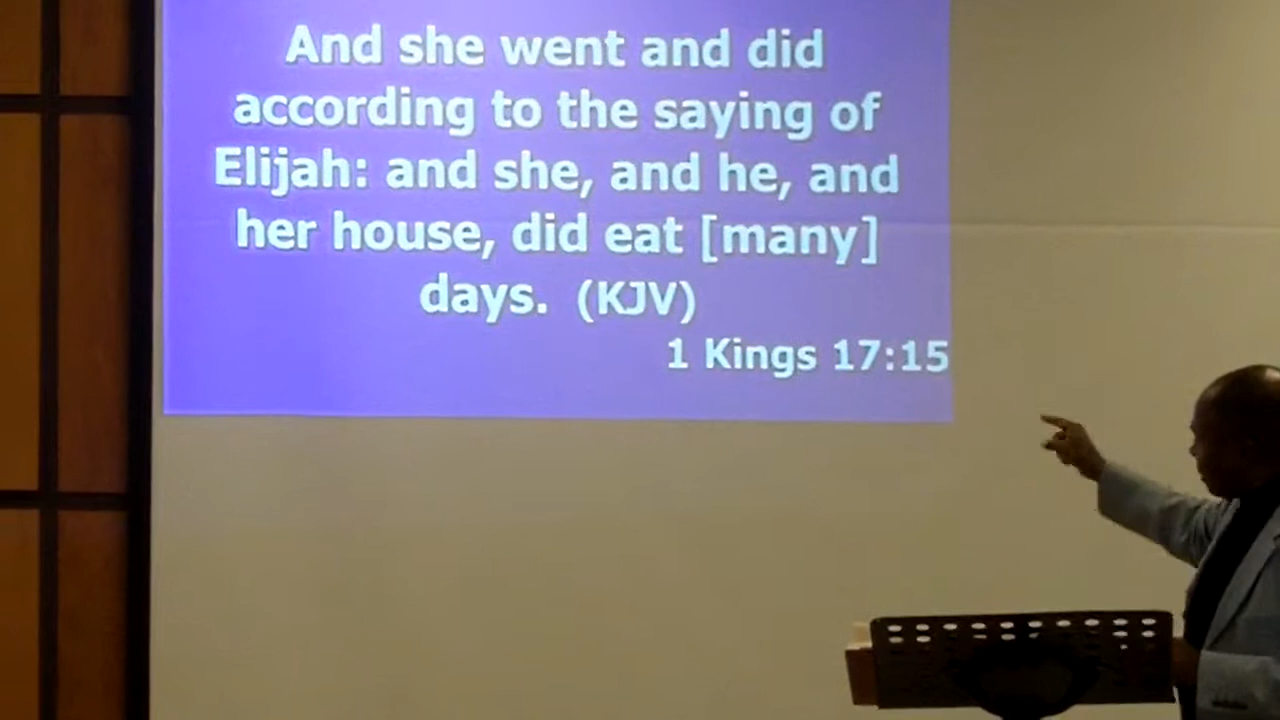 And she went and did
according to the saying of
Elijah: and she, and he, and
her house, did eat [many]
days. (KJV)
1 Kings 17:15